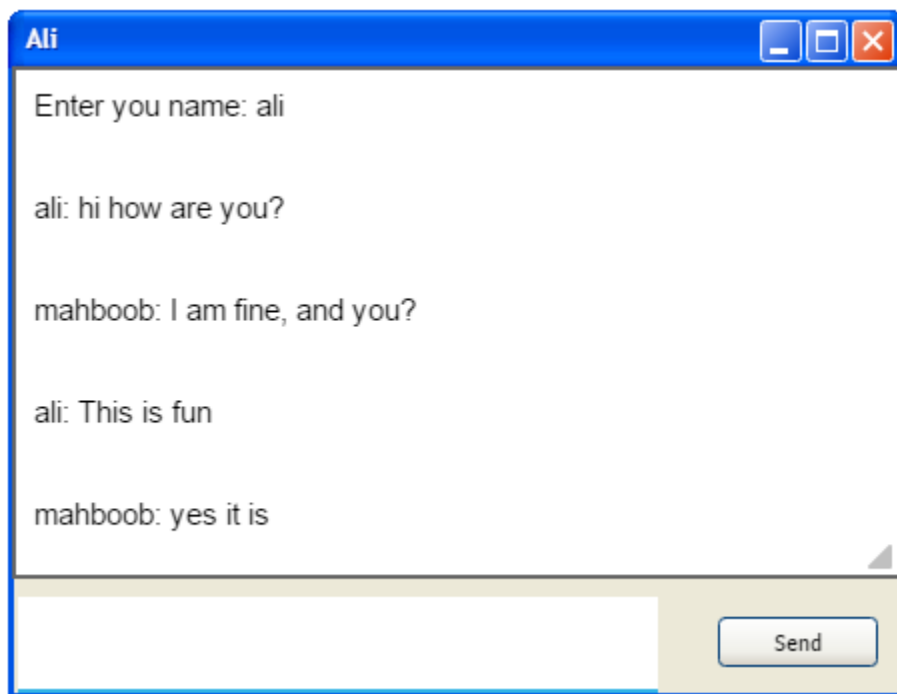 Ali
Enter you name: ali
ali: hi how are you?
mahboob: I am fine, and you?
ali: This is fun
mahboob: yes it is
Send